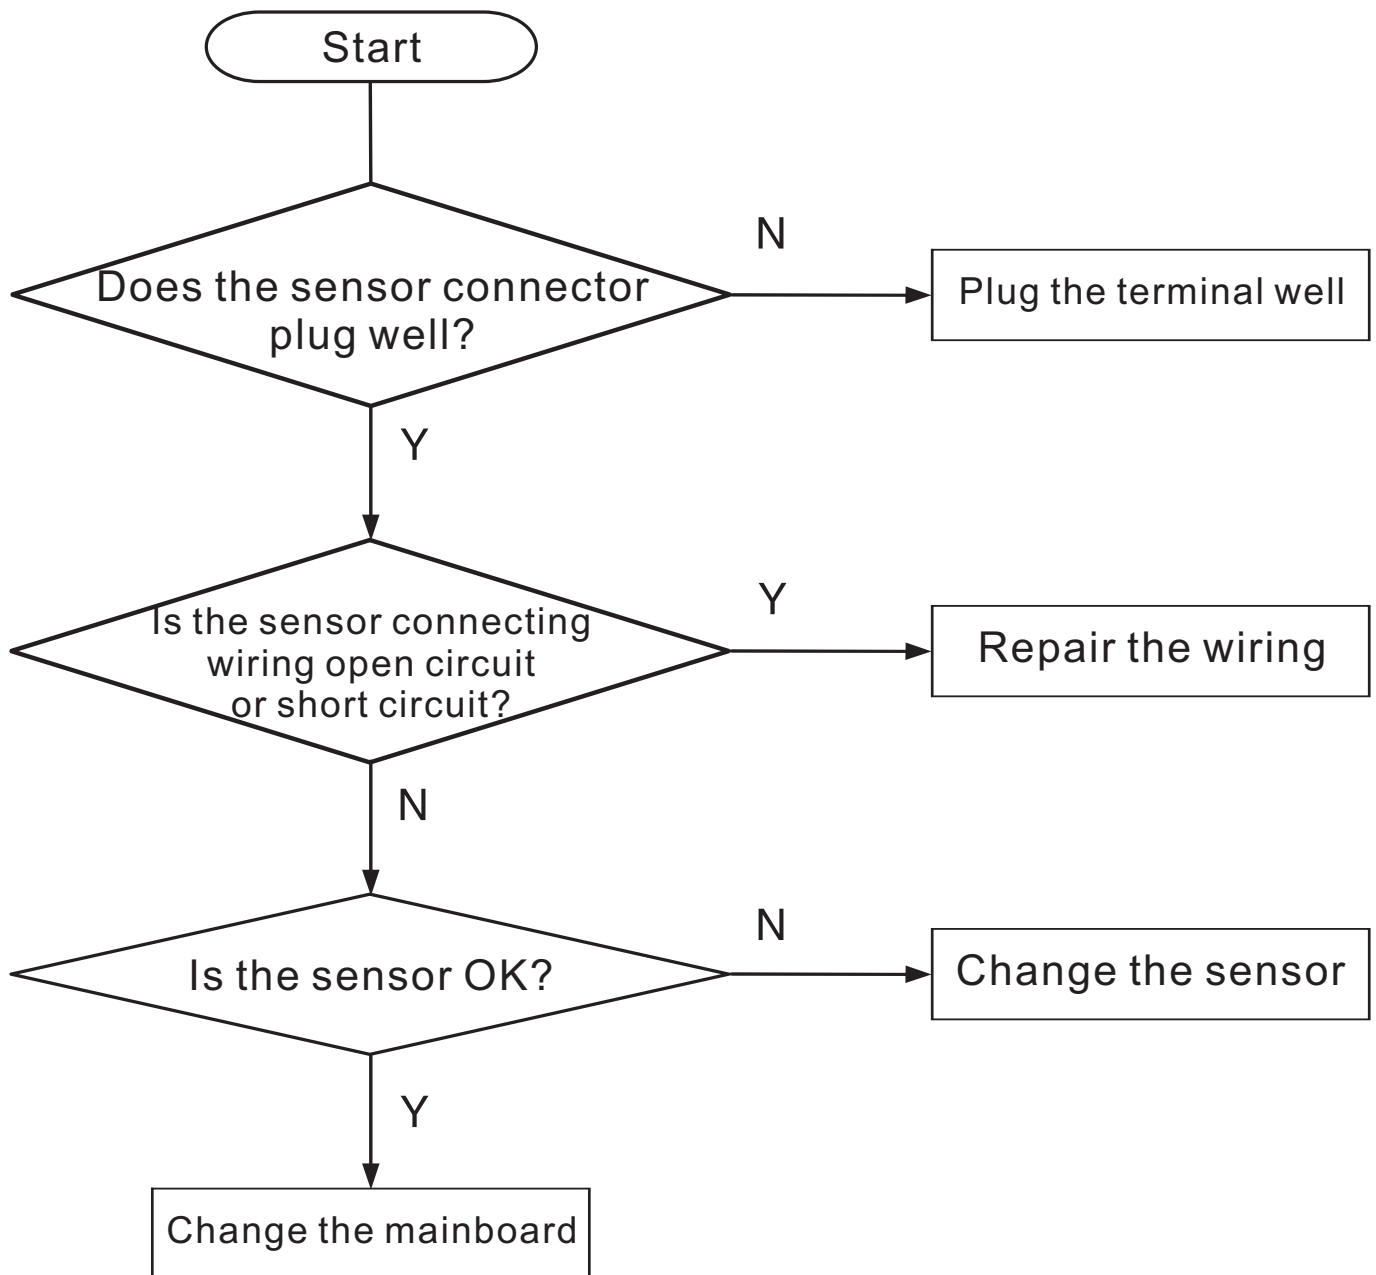 Start
N
Does the sensor connector
plug well?
Plug the terminal well
Y
Y
Is the sensor connecting
wiring open circuit
or short circuit?
Repair the wiring
N
N
Is the sensor OK?
Change the sensor
Y
Change the mainboard